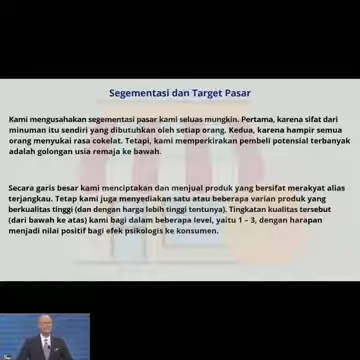 Segementasi dan Target Pasar
Kami mengusahakan segementasi pasar kami seluas mungkin. Pertama, karena sifat dari
minuman itu sendiri yang dibutuhkan oleh setiap orang. Kedua, karena hampir semua
orang menyukai rasa cokelat. Tetapi, kami memperkirakan pembeli potensial terbanyak
adalah golongan usia remaja ke bawah.
Secara garis besar kami menciptakan dan menjual produk yang bersifat merakyat alias
terjangkau. Tetap kami juga menyediakan satu atau beberapa varian produk yang
berkualitas tinggi (dan dengan harga lebih tinggi tentunya). Tingkatan kualitas tersebut
(dari bawah ke atas) kami bagi dalam beberapa level, yaitu 1 – 3, dengan harapan
menjadi nilai positif bagi efek psikologis ke konsumen.